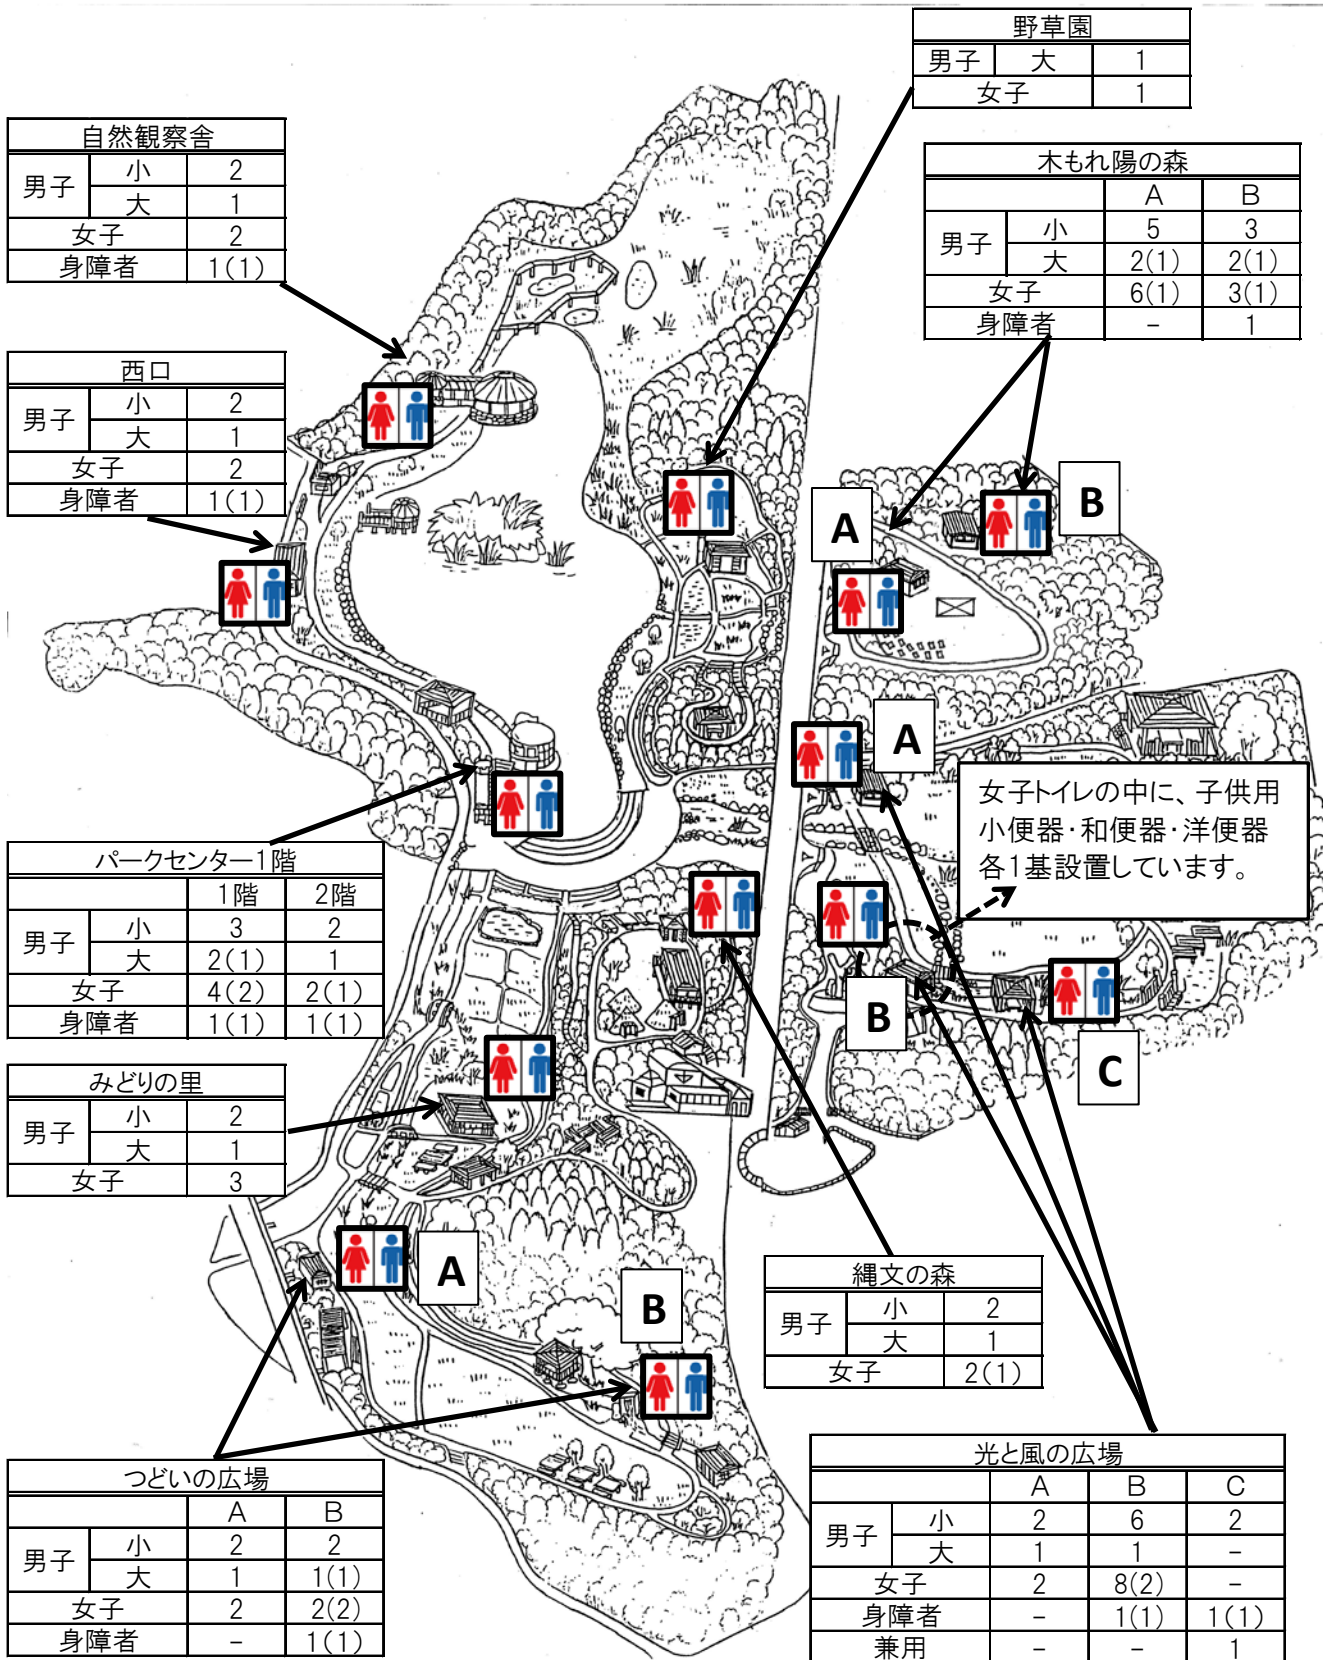 野草園
男子 大 1
女子 1
自然観察舎
男子 小 2
大 1
女子 2
身障者 1(1)
木もれ陽の森
A B
男子 小 5 3
大 2(1) 2(1)
女子 6(1) 3(1)
身障者 - 1
西口
男子 小 2
大 1
女子 2
身障者 1(1)
B
A
A
女子トイレの中に、子供用
小便器・和便器・洋便器
各1基設置しています。
パークセンター1階
1階 2階
男子 小 3 2
大 2(1) 1
女子 4(2) 2(1)
身障者 1(1) 1(1)
B
C
みどりの里
男子 小 2
大 1
女子 3
A
B
縄文の森
男子 小 2
大 1
女子 2(1)
つどいの広場
A B
男子 小 2 2
大 1 1(1)
女子 2 2(2)
身障者 - 1(1)
光と風の広場
A B C
男子 小 2 6 2
大 1 1 -
女子 2 8(2) -
身障者 - 1(1) 1(1)
兼用 - - 1